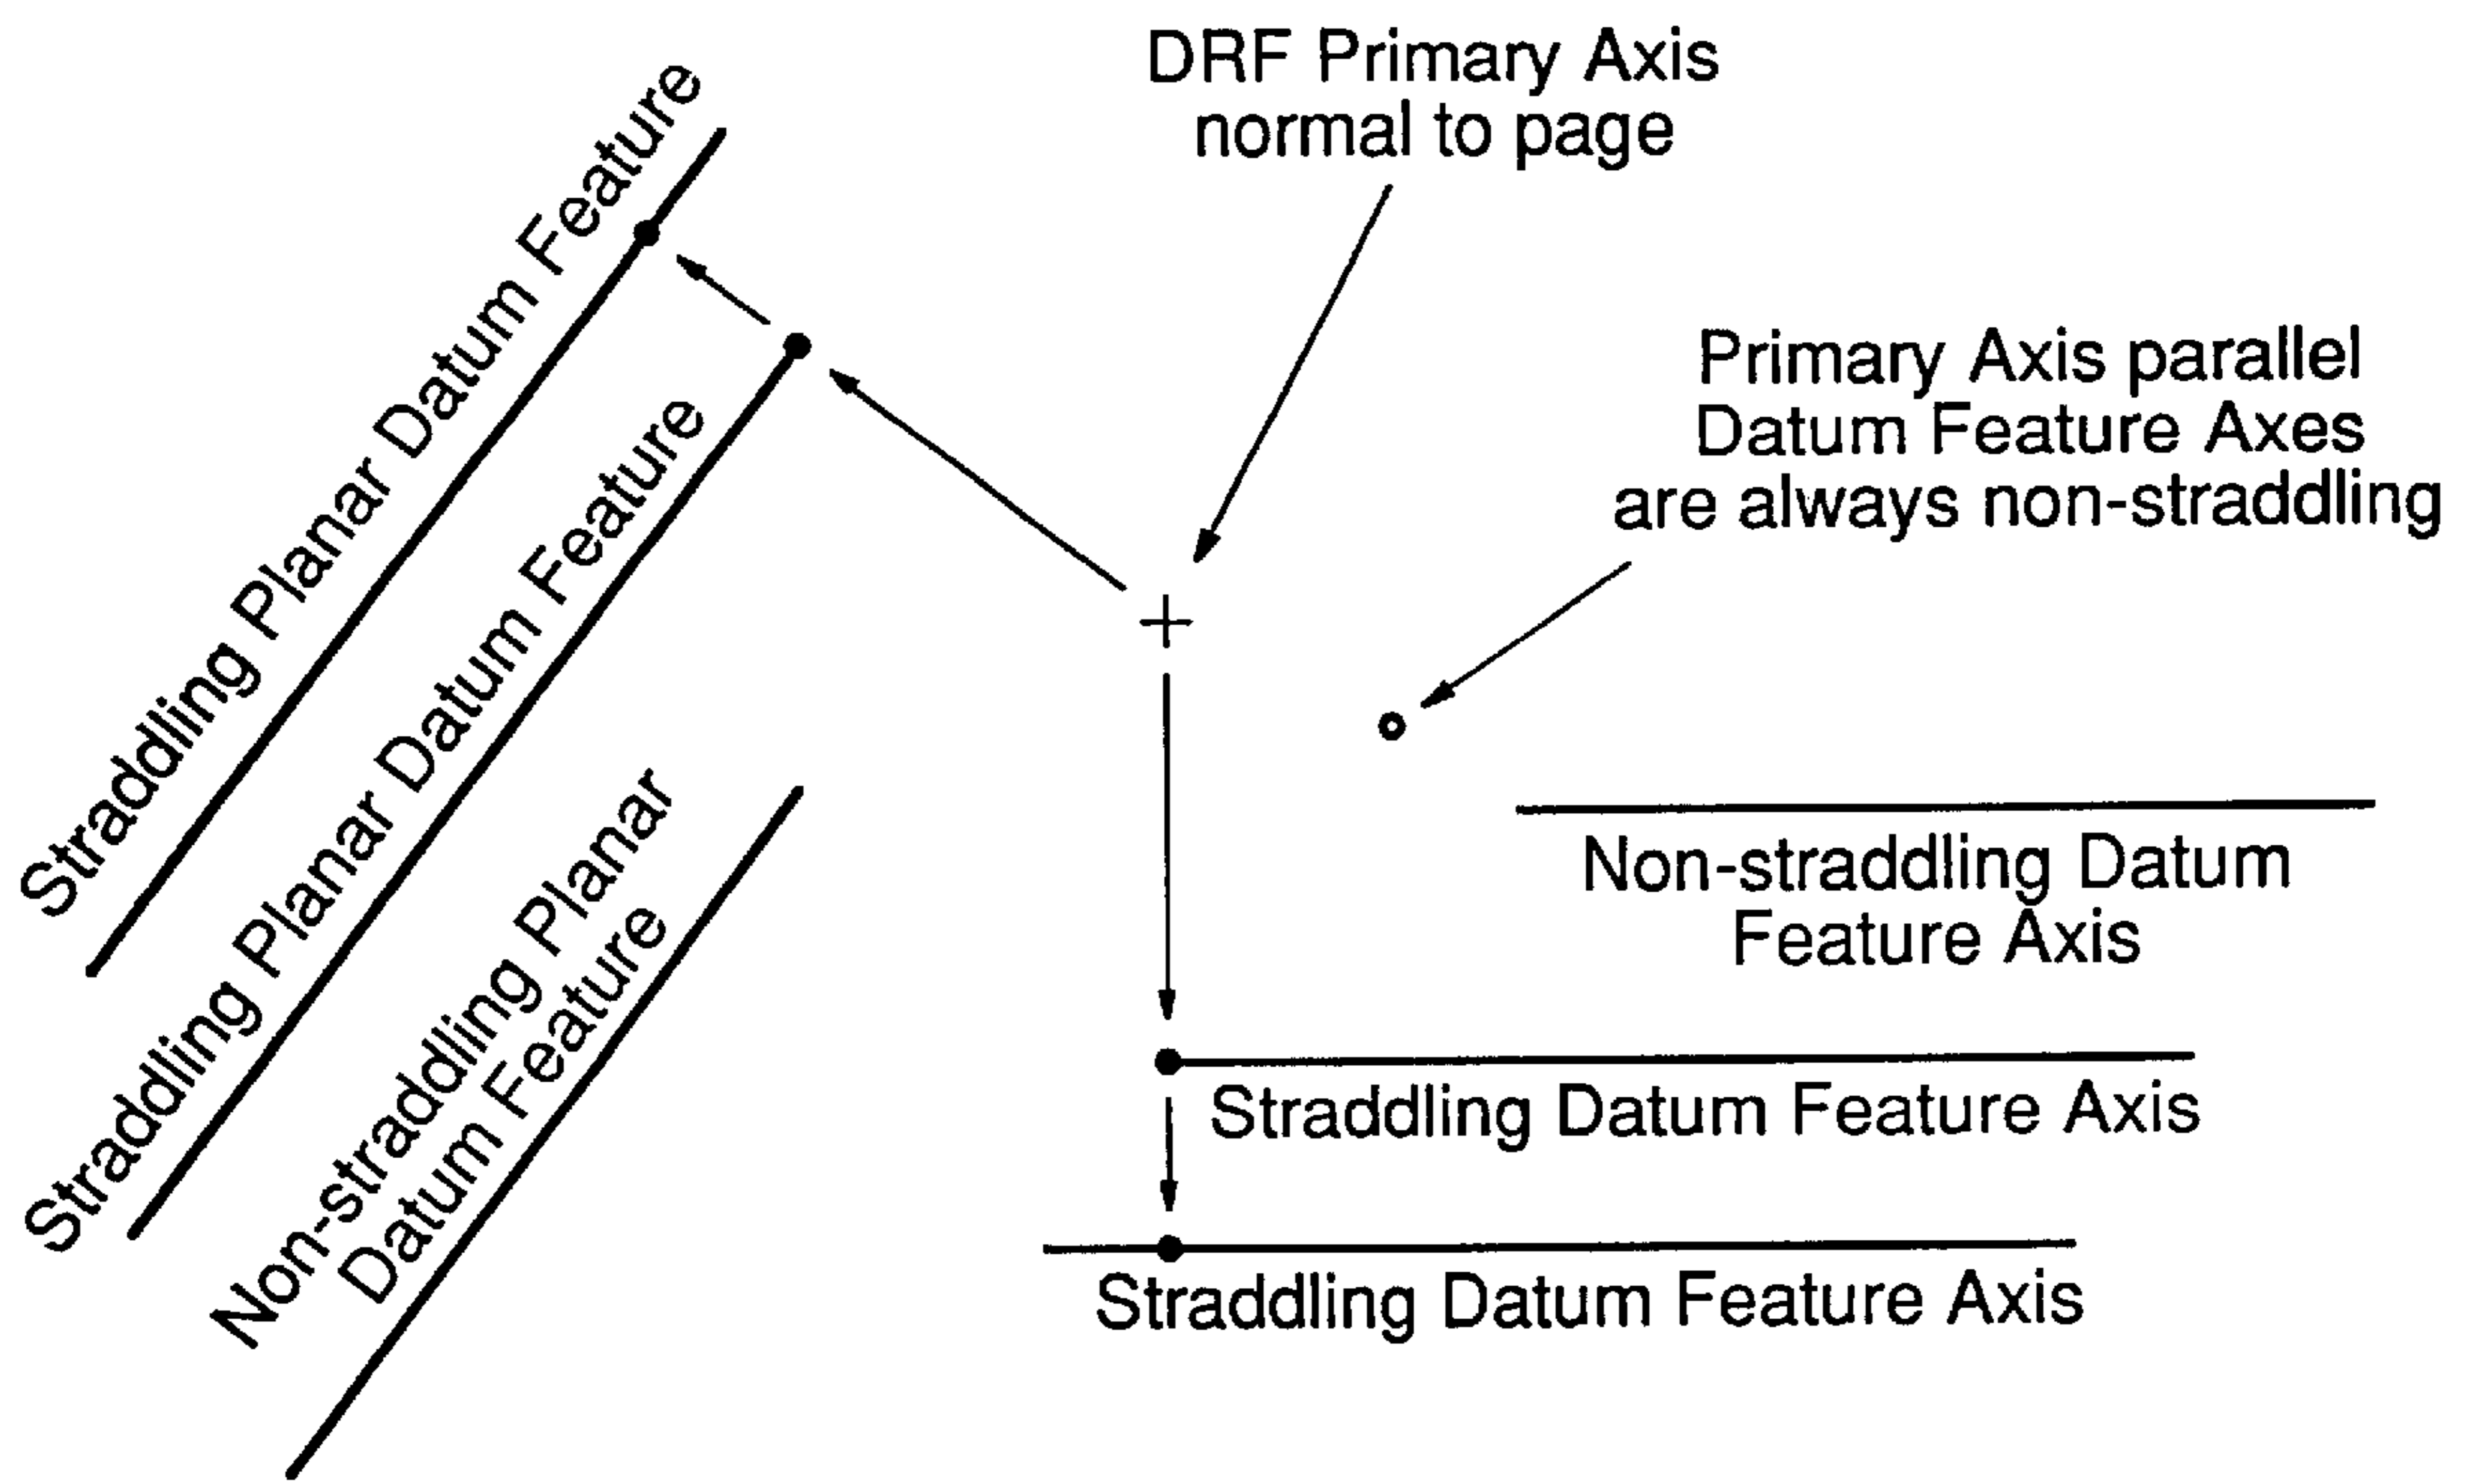 DRF Primary Axis
normal to page
Straddling Planar Datum Feature
Straddling Planar Datum Feature
Non-straddling Planar
Datum Feature
Primary Axis parallel
Datum Feature Axes
are always non-straddling
Non-straddling Datum
Feature Axis
Straddling Datum Feature Axis
Straddling Datum Feature Axis